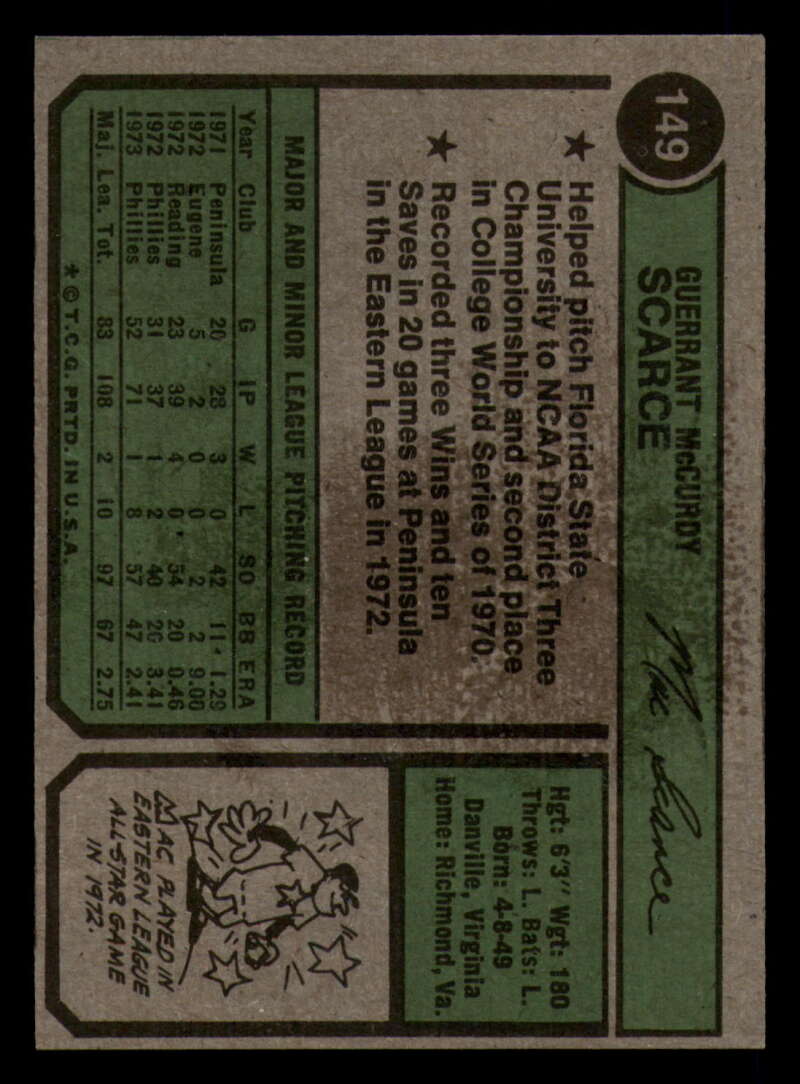 149
GUERRANT McCURDY
SCARCE
Mac Scarce
★ Helped pitch Florida State
University to NCAA District Three
Championship and second place
in College World Series of 1970.
★ Recorded three Wins and ten
Saves in 20 games at Peninsula
in the Eastern League in 1972.
MAJOR AND MINOR LEAGUE PITCHING RECORD
Year Club G IP W L SO BB ERA
1971 Peninsula 20 28 3 0 42 11 1.29
1972 Eugene 5 2 0 0 2 2 9.00
1972 Reading 23 39 4 0 54 20 0.46
1972 Phillies 31 37 1 2 40 20 3.41
1973 Phillies 52 71 1 8 57 47 2.41
Maj. Lea. Tot. 83 108 2 10 97 67 2.75
* © T.C.G. PRTD. IN U.S.A.
Hgt: 6'3" Wgt: 180
Throws: L. Bats: L.
Born: 4-8-49
Danville, Virginia
Home: Richmond, Va.
MAC PLAYED IN
EASTERN LEAGUE
ALL-STAR GAME
IN 1972.